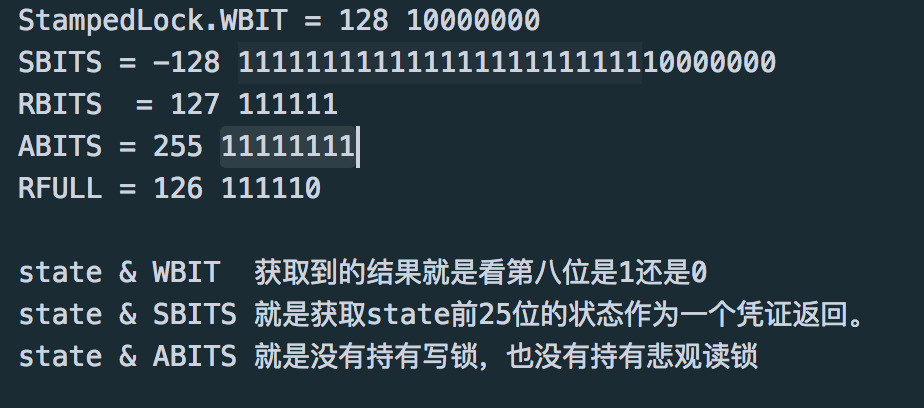 StampedLock.WBIT = 128 10000000
SBITS = -128 11111111111111111111111110000000
RBITS  = 127 111111
ABITS = 255 11111111
RFULL = 126 111110
state & WBIT  获取到的结果就是看第八位是1还是0
state & SBITS 就是获取state前25位的状态作为一个凭证返回。
state & ABITS 就是没有持有写锁，也没有持有悲观读锁